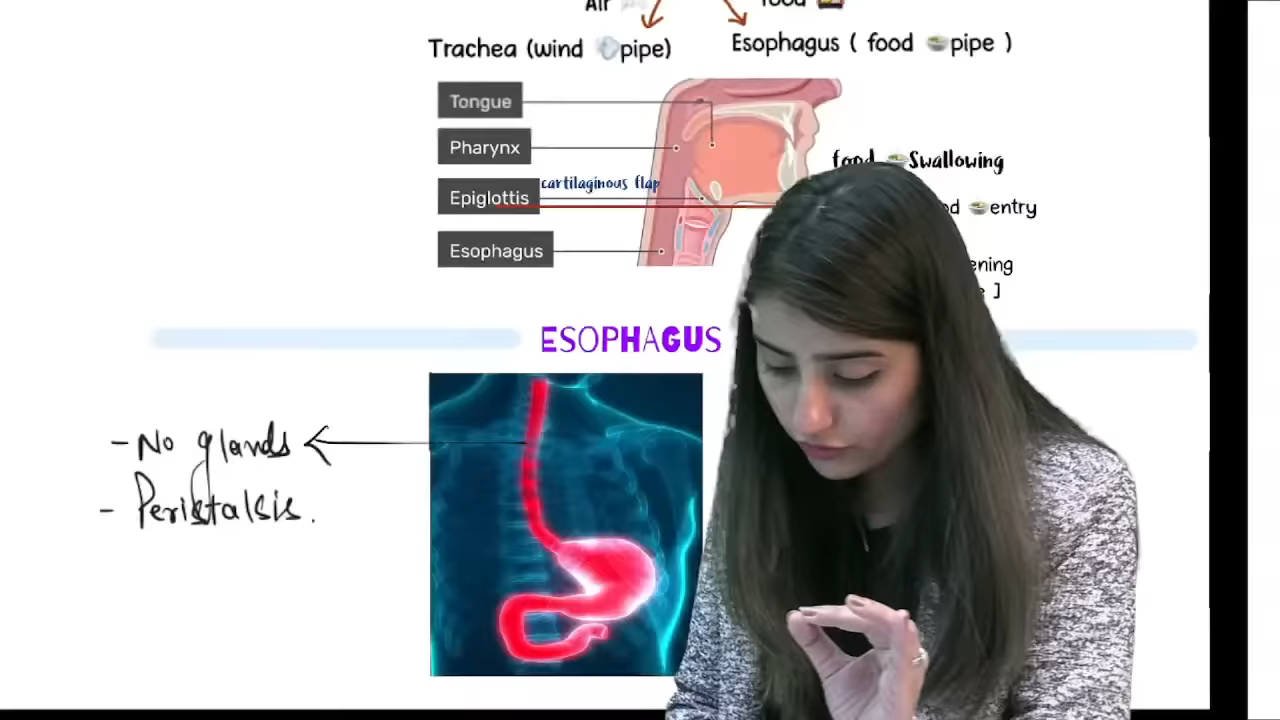 Air
food
Trachea (wind pipe)
Esophagus ( food pipe )
Tongue
Pharynx
Epiglottis
cartilaginous flap
Esophagus
food Swallowing
entry
]
ESOPHAGUS
- No glands
- Peristalsis.